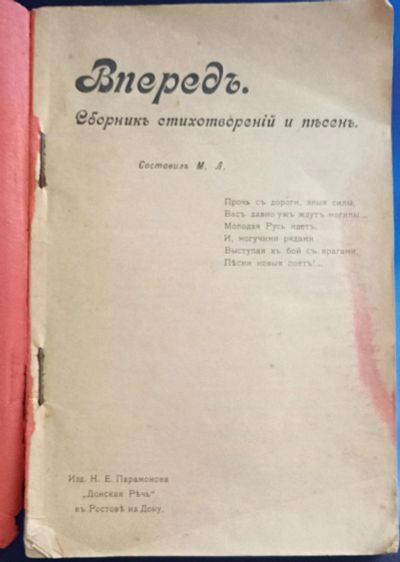 Впередъ.
Сборникъ стихотвореній и пѣсенъ.
Составилъ М. Л.
Прочь съ дороги, злыя силы,
Васъ давно ужъ ждутъ могилы...
Молодая Русь идетъ,
И, могучими рядами
Выступая въ бой съ врагами,
Пѣсни новыя поетъ!...
Изд. Н. Е. Парамонова
„Донская Рѣчь"
въ Ростовѣ на Дону.